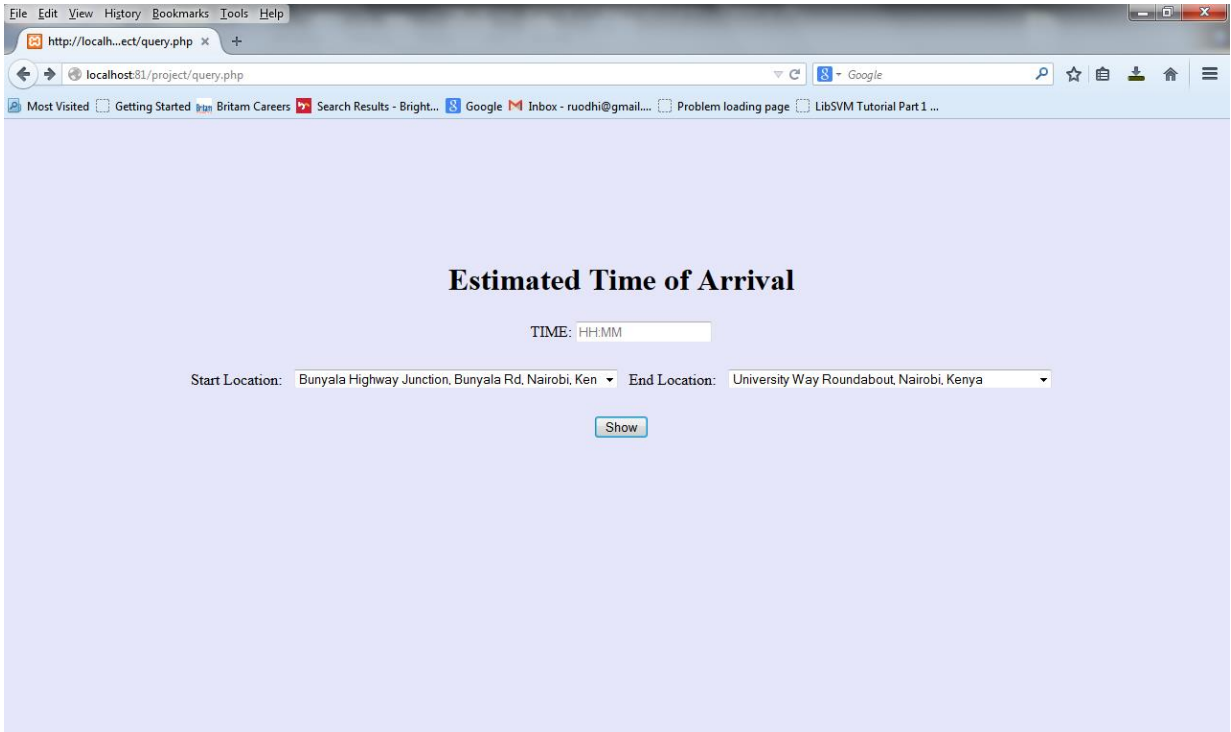 File Edit View History Bookmarks Tools Help
http://localh...ect/query.php × +
localhost:81/project/query.php Google
Most Visited Getting Started Britam Careers Search Results - Bright... Google Inbox - ruodhi@gmail.... Problem loading page LibSVM Tutorial Part 1 ...
Estimated Time of Arrival
TIME: HH:MM
Start Location: Bunyala Highway Junction, Bunyala Rd, Nairobi, Ken End Location: University Way Roundabout, Nairobi, Kenya
Show